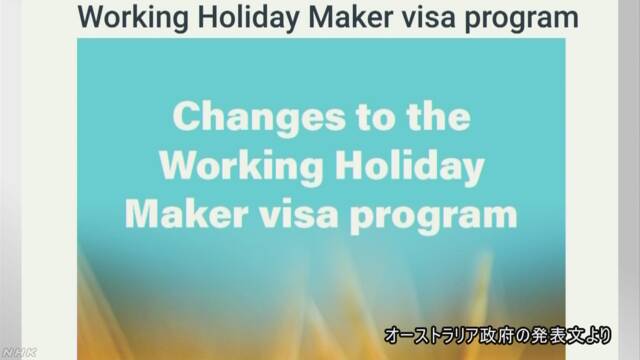 Working Holiday Maker visa program
Changes to the
Working Holiday
Maker visa program
オーストラリア政府の発表文より
NHK